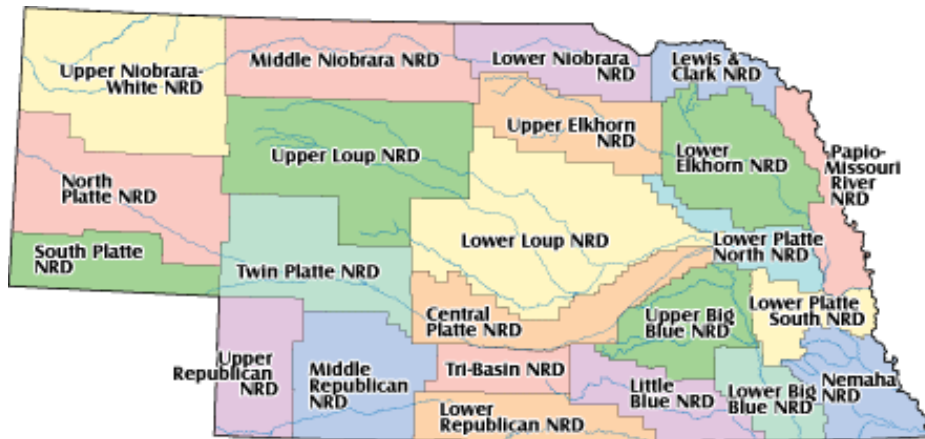 Upper Niobrara-
White NRD
Middle Niobrara NRD
Lower Niobrara
NRD
Lewis &
Clark NRD
Upper Elkhorn
NRD
Lower
Elkhorn NRD
Papio-
Missouri
River
NRD
Upper Loup NRD
North
Platte NRD
South Platte
NRD
Twin Platte NRD
Lower Loup NRD
Lower Platte
North NRD
Central
Platte NRD
Upper Big
Blue NRD
Lower Platte
South NRD
Upper
Republican
NRD
Middle
Republican
NRD
Tri-Basin NRD
Lower
Republican NRD
Little
Blue NRD
Lower Big
Blue NRD
Nemaha
NRD